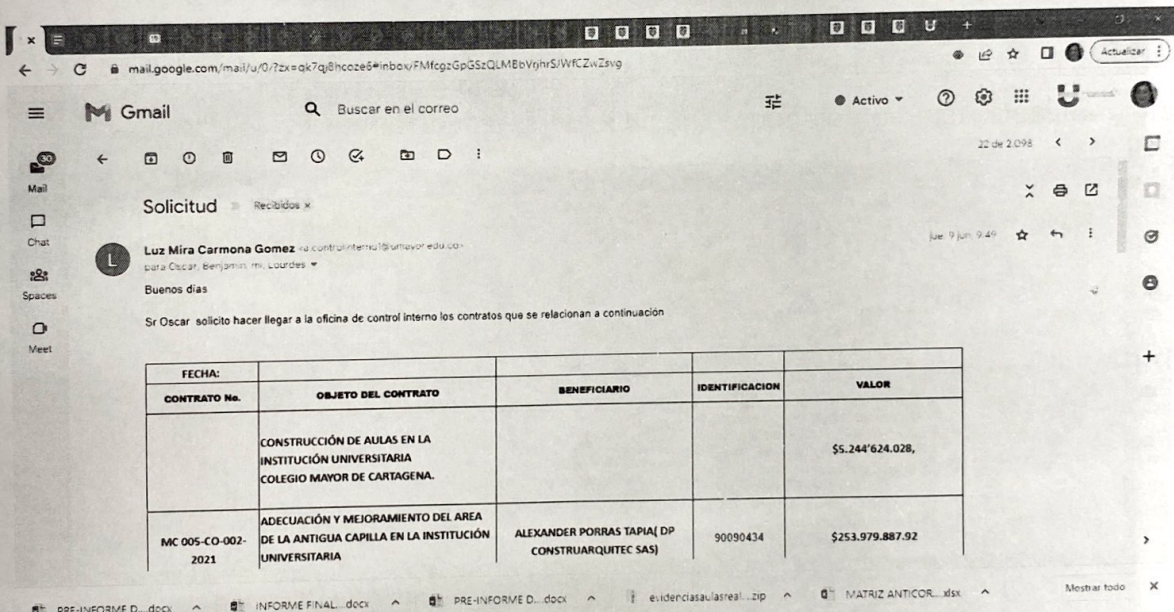 Actualizar
mail.google.com/mail/u/0/?zx=qk7qj8hcoze6#inbox/FMfcgzGpGSzQLMBbVrjhrSJWfCZwZsvg
Gmail
Buscar en el correo
Activo
30
Mail
22 de 2.098
Solicitud
Recibidos x
Chat
Luz Mira Carmona Gomez
jue, 9 jun, 9:49
L
para Oscar, Benjamin, mi, Lourdes
Spaces
Buenos días
Sr Oscar solicito hacer llegar a la oficina de control interno los contratos que se relacionan a continuación
Meet
FECHA:
CONTRATO No. OBJETO DEL CONTRATO BENEFICIARIO IDENTIFICACION VALOR
CONSTRUCCIÓN DE AULAS EN LA
INSTITUCIÓN UNIVERSITARIA
COLEGIO MAYOR DE CARTAGENA.
$5.244'624.028,
MC 005-CO-002-
2021
ADECUACIÓN Y MEJORAMIENTO DEL AREA
DE LA ANTIGUA CAPILLA EN LA INSTITUCIÓN
UNIVERSITARIA
ALEXANDER PORRAS TAPIA( DP
CONSTRUARQUITEC SAS)
90090434
$253.979.887.92
PRE-INFORME D...docx
INFORME FINAL...docx
PRE-INFORME D...docx
evidenciasaulasreal...zip
MATRIZ ANTICOR...xlsx
Mostrar todo